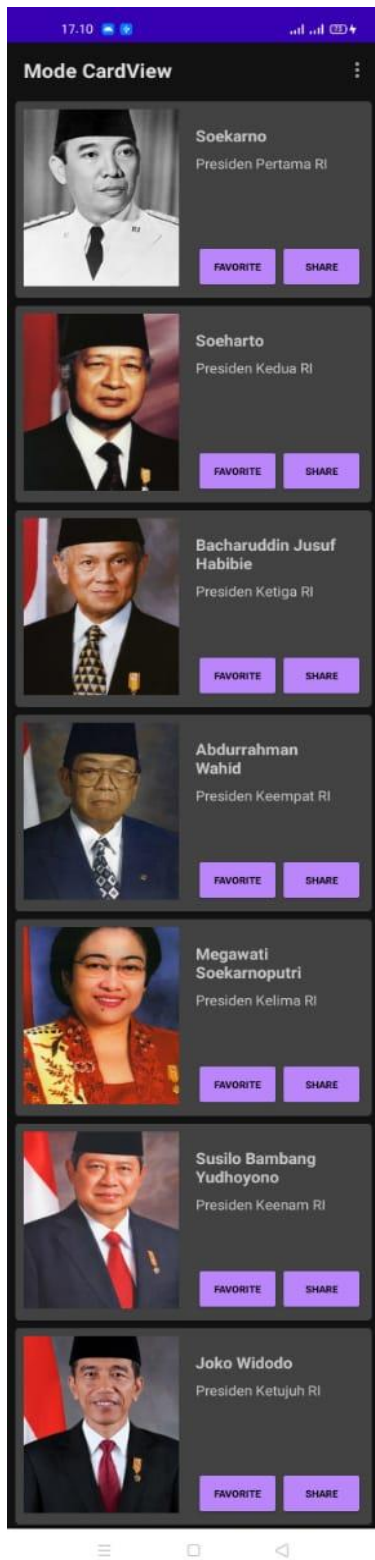 17.10
73
Mode CardView
Soekarno
Presiden Pertama RI
FAVORITE SHARE
Soeharto
Presiden Kedua RI
FAVORITE SHARE
Bacharuddin Jusuf
Habibie
Presiden Ketiga RI
FAVORITE SHARE
Abdurrahman
Wahid
Presiden Keempat RI
FAVORITE SHARE
Megawati
Soekarnoputri
Presiden Kelima RI
FAVORITE SHARE
Susilo Bambang
Yudhoyono
Presiden Keenam RI
FAVORITE SHARE
Joko Widodo
Presiden Ketujuh RI
FAVORITE SHARE